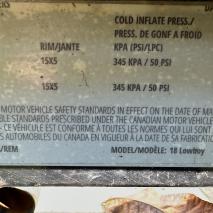 COLD INFLATE PRESS./
PRESS. DE GONF A FROID
RIM/JANTE KPA (PSI/LPC)
15X5 345 KPA / 50 PSI
15X5 345 KPA / 50 PSI
MOTOR VEHICLE SAFETY STANDARDS IN EFFECT ON THE DATE OF
BLE STANDARDS PRESCRIBED UNDER THE CANADIAN MOTOR VEHICLE
- CE VÉHICULE EST CONFORME À TOUTES LES NORMES QUI LUI SONT
S AUTOMOBILES DU CANADA EN VIGUEUR À LA DATE DE SA FABRICATION
/REM MODEL/MODÈLE: 18 Lowboy